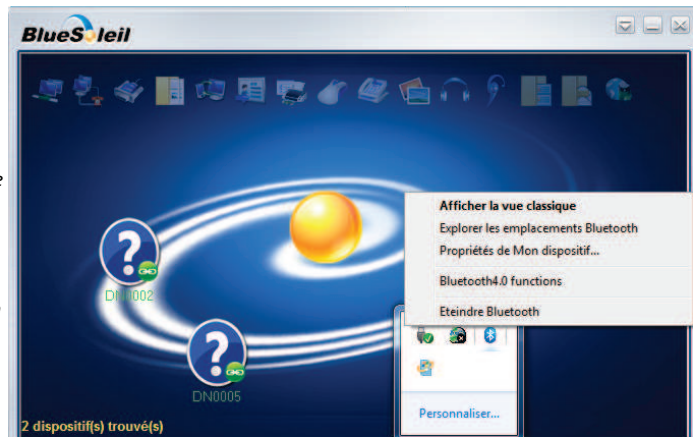 BlueSoleil
Afficher la vue classique
Explorer les emplacements Bluetooth
Propriétés de Mon dispositif...
Bluetooth4.0 functions
Eteindre Bluetooth
DN0002
DN0005
Personnaliser...
2 dispositif(s) trouvé(s)